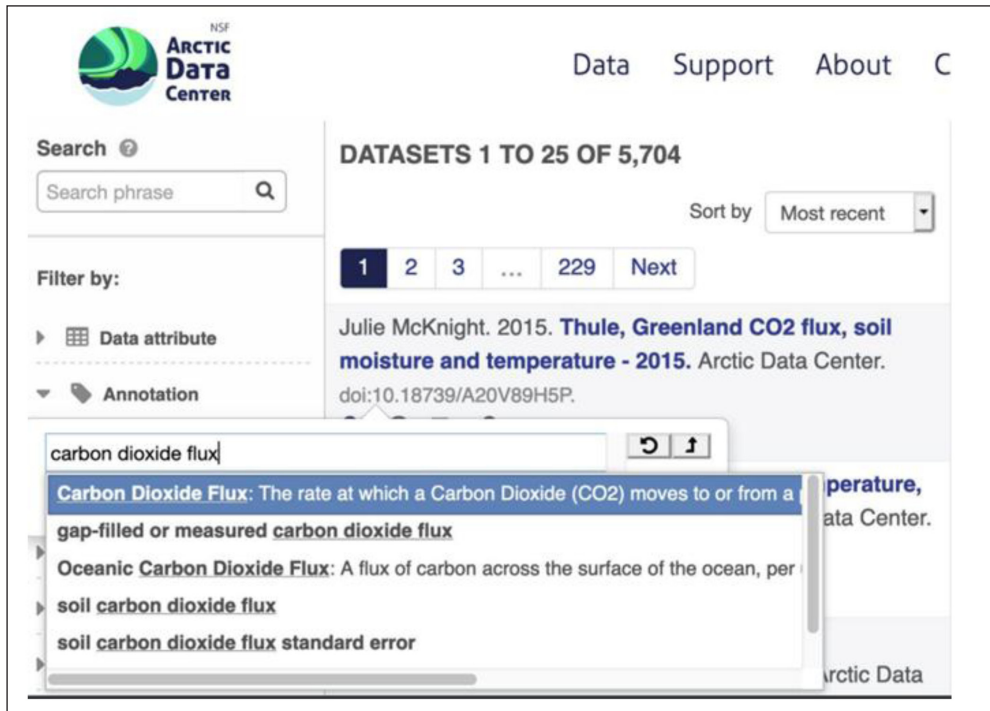 NSF
ARCTIC
DATA
CENTER
Data Support About C
Search
Search phrase
DATASETS 1 TO 25 OF 5,704
Sort by Most recent
Filter by:
1 2 3 ... 229 Next
Data attribute
Annotation
Julie McKnight. 2015. Thule, Greenland CO2 flux, soil
moisture and temperature - 2015. Arctic Data Center.
doi:10.18739/A20V89H5P.
carbon dioxide flux
Carbon Dioxide Flux: The rate at which a Carbon Dioxide (CO2) moves to or from a
gap-filled or measured carbon dioxide flux
Oceanic Carbon Dioxide Flux: A flux of carbon across the surface of the ocean, per
soil carbon dioxide flux
soil carbon dioxide flux standard error
perature,
ata Center.
Arctic Data